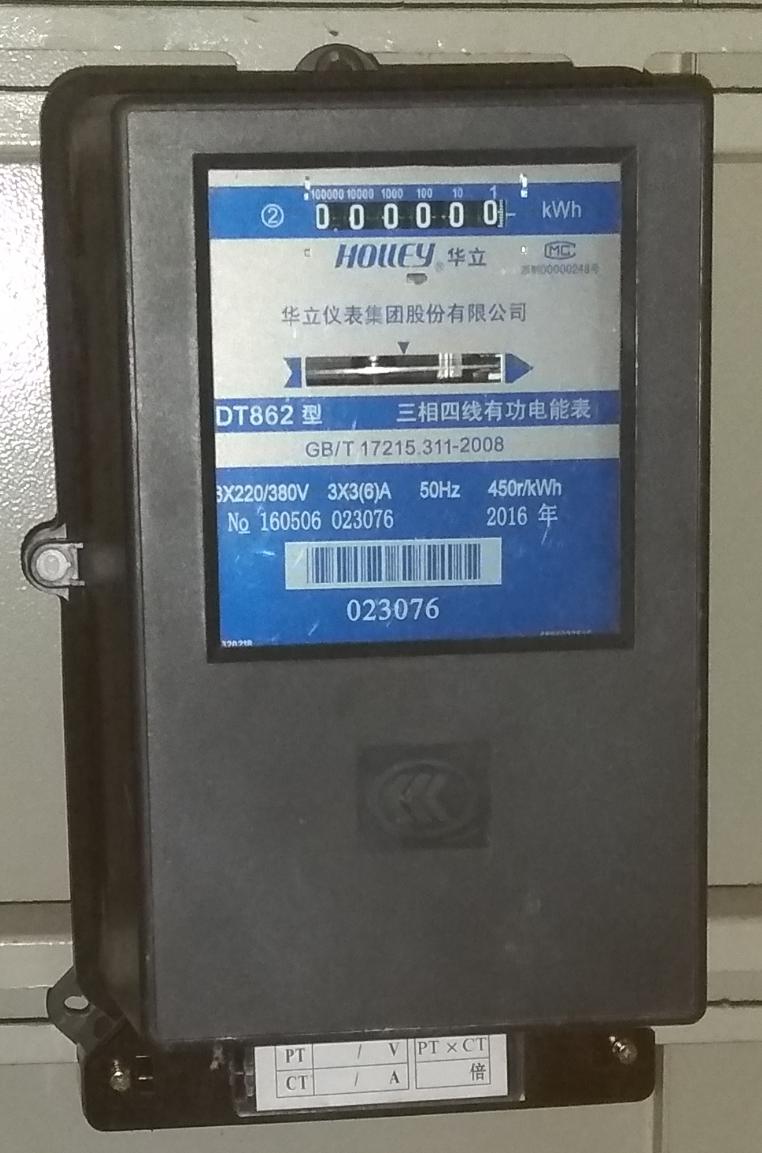 100000 10000 1000 100 10 1
② 000000 kWh
HOLLEY® 华立 MC
华立仪表集团股份有限公司
DT862 型 三相四线有功电能表
GB/T 17215.311-2008
3X220/380V 3X3(6)A 50Hz 450r/kWh
No 160506 023076 2016 年
023076
PT / V PT × CT
CT / A 倍